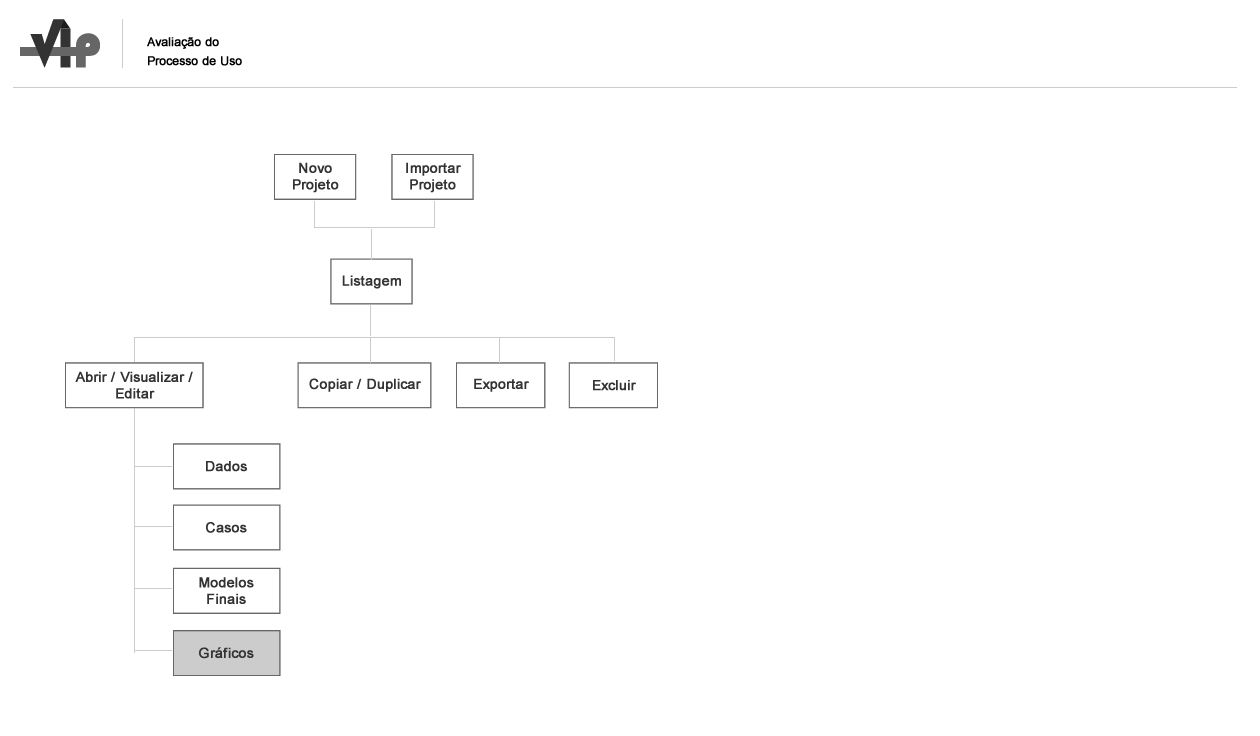 VIP
Avaliação do
Processo de Uso
Novo
Projeto
Importar
Projeto
Listagem
Abrir / Visualizar /
Editar
Copiar / Duplicar
Exportar
Excluir
Dados
Casos
Modelos
Finais
Gráficos